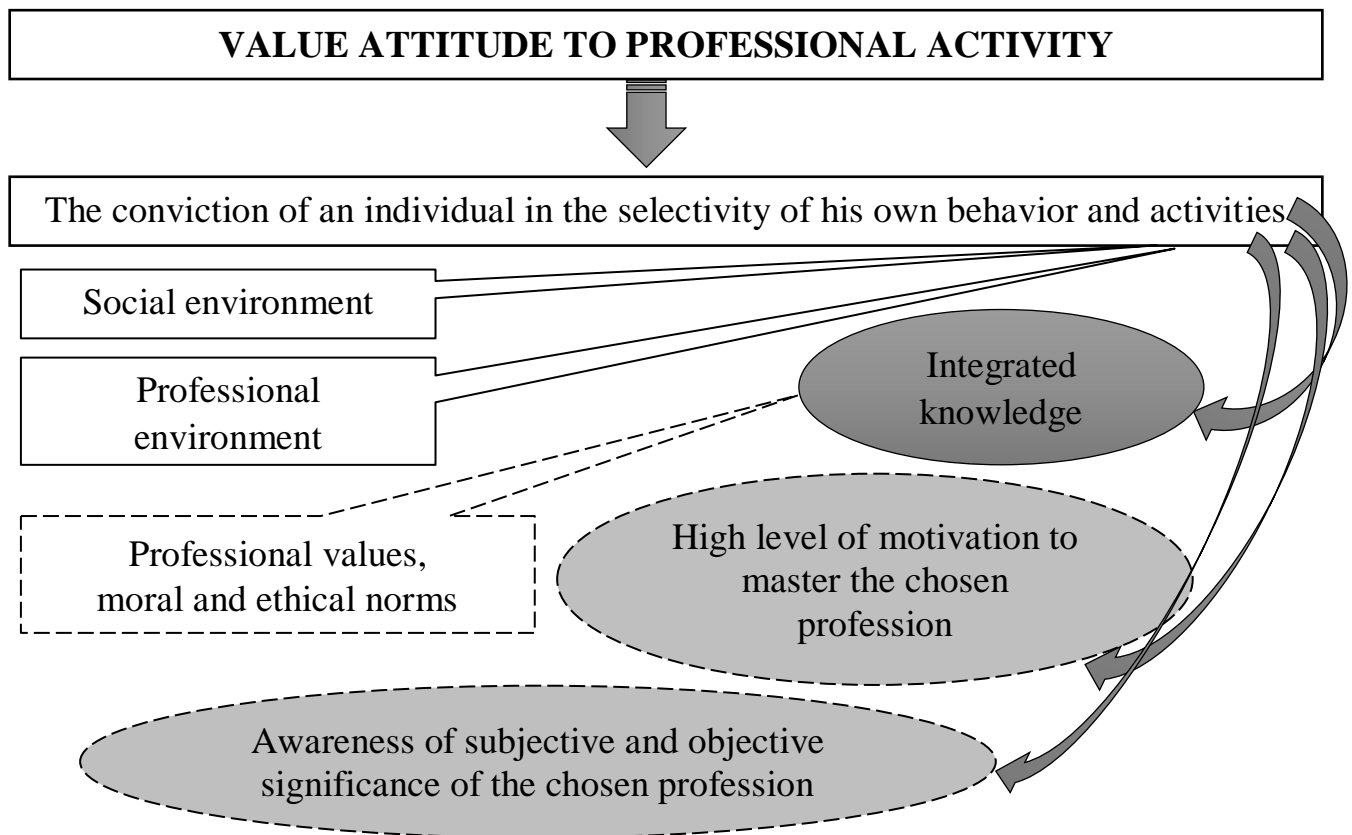 VALUE ATTITUDE TO PROFESSIONAL ACTIVITY
The conviction of an individual in the selectivity of his own behavior and activities
Social environment
Professional
environment
Integrated
knowledge
Professional values,
moral and ethical norms
High level of motivation to
master the chosen
profession
Awareness of subjective and objective
significance of the chosen profession